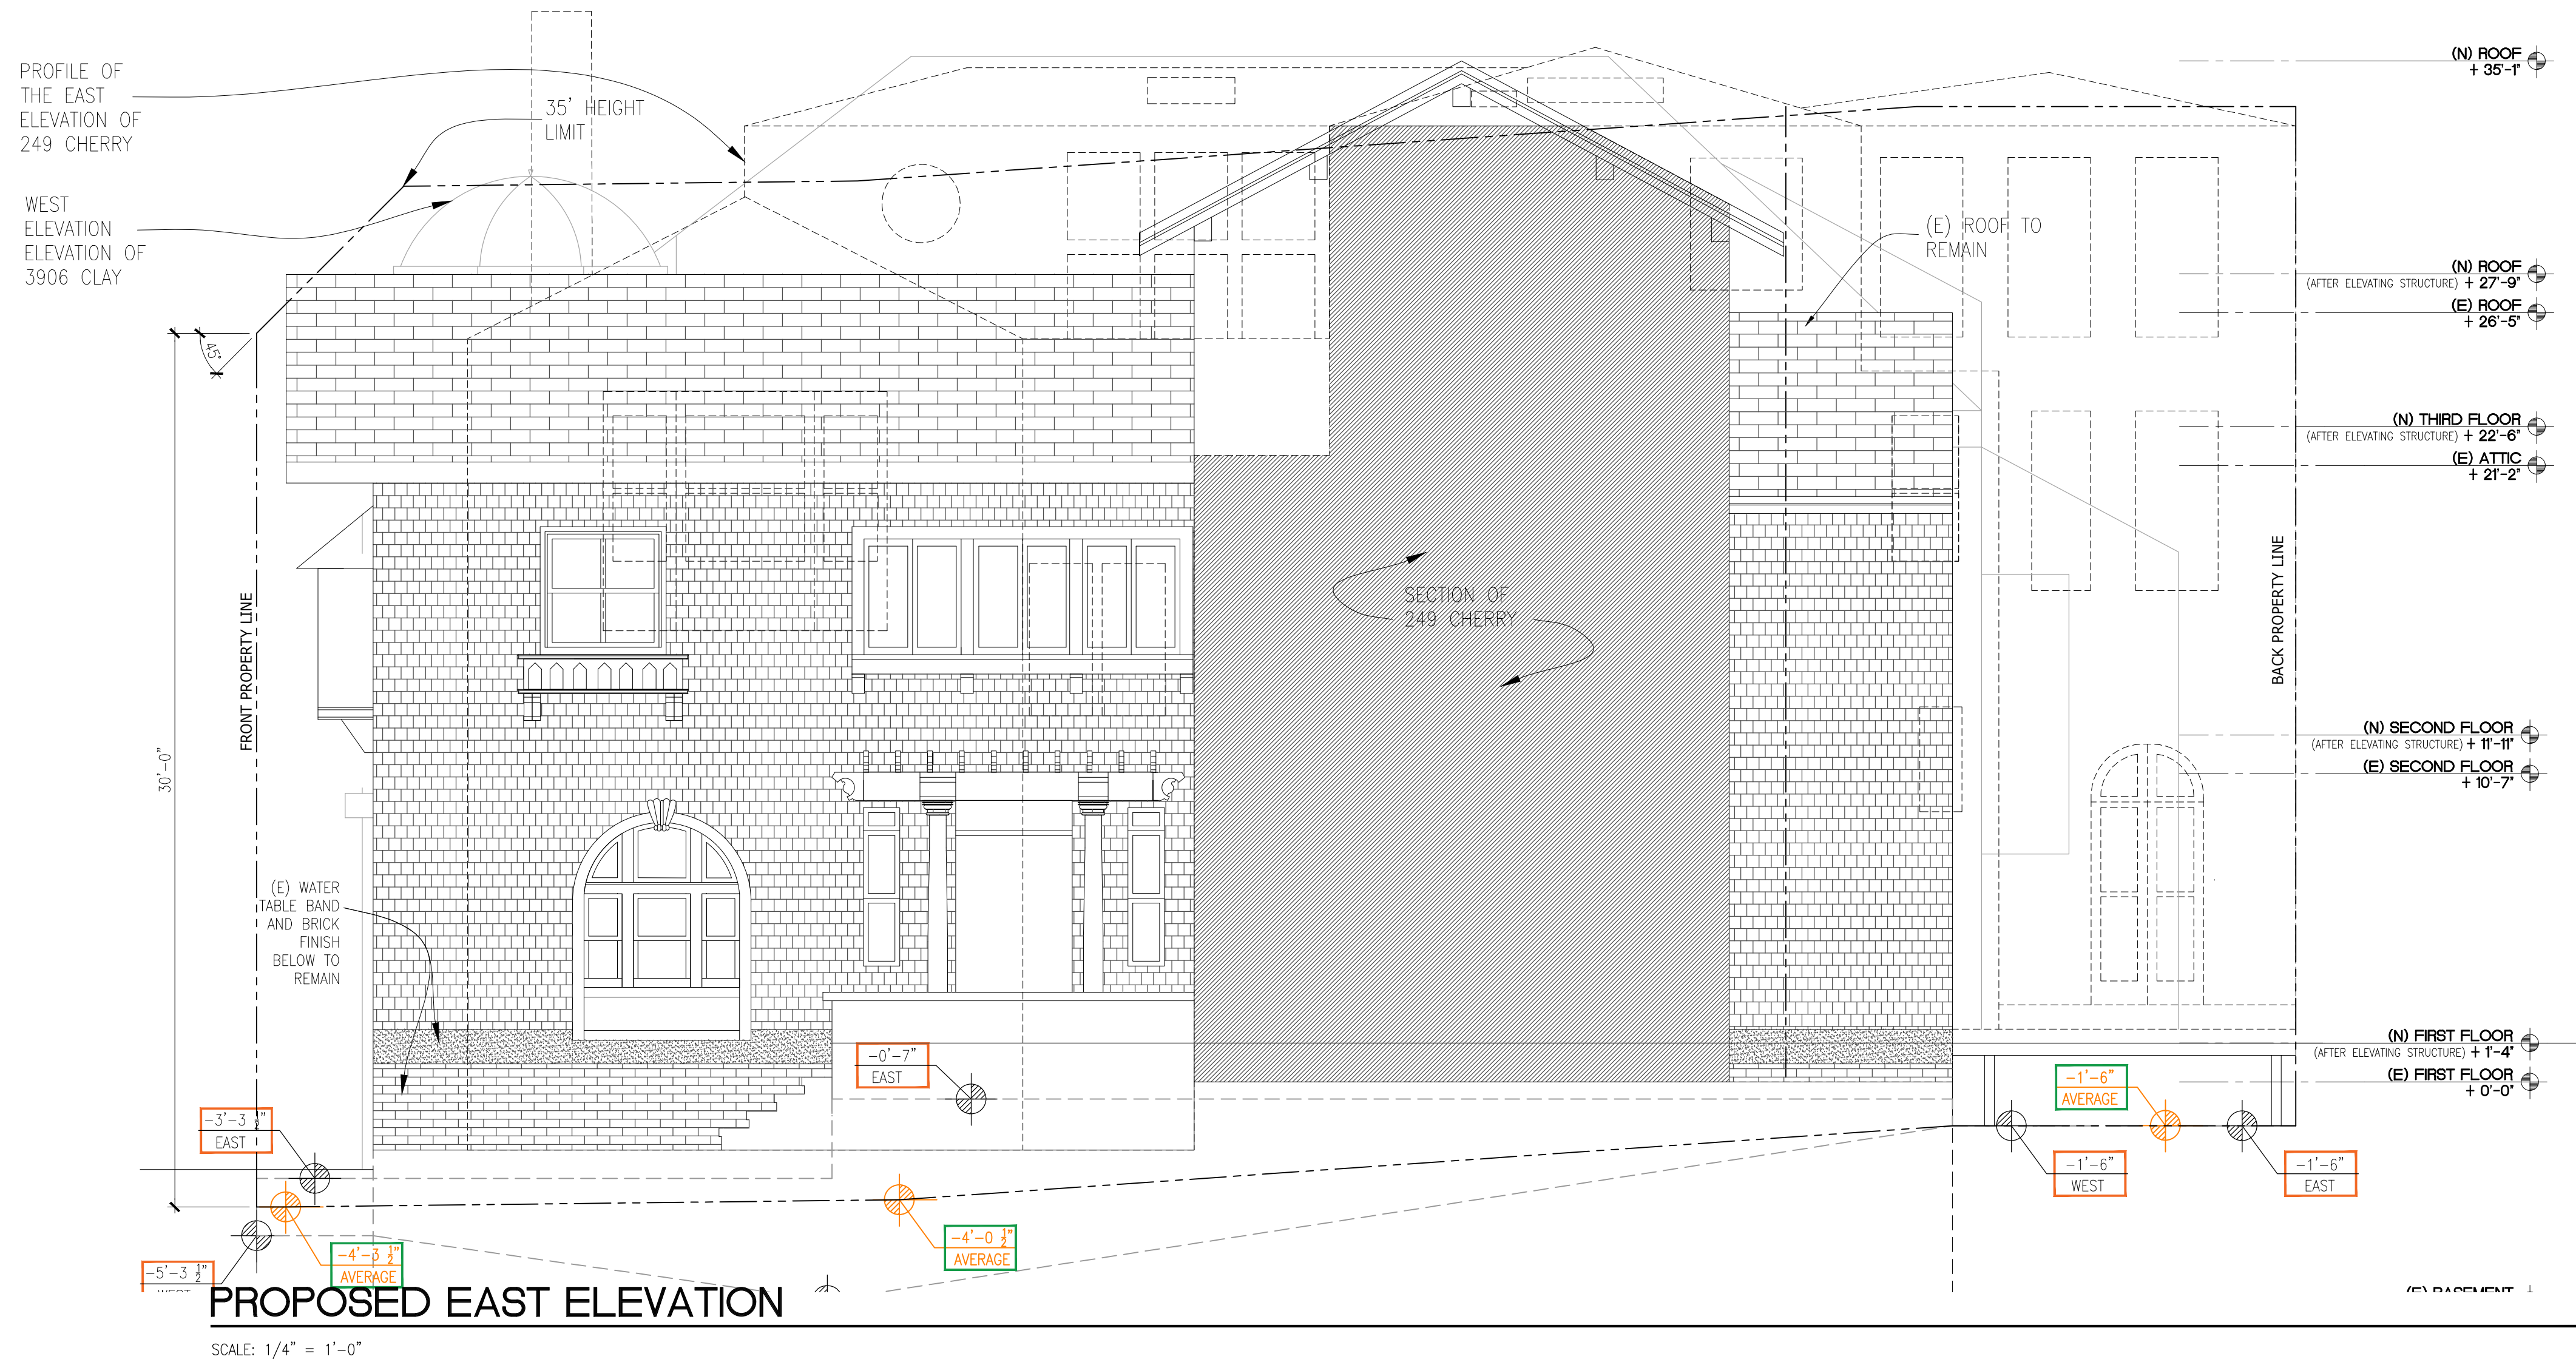 PROFILE OF
THE EAST
ELEVATION OF
249 CHERRY
35' HEIGHT
LIMIT
WEST
ELEVATION
ELEVATION OF
3906 CLAY
(E) ROOF TO
REMAIN
45°
30'-0"
FRONT PROPERTY LINE
SECTION OF
249 CHERRY
BACK PROPERTY LINE
(E) WATER
TABLE BAND
AND BRICK
FINISH
BELOW TO
REMAIN
(N) ROOF
+ 35'-1"
(N) ROOF
(AFTER ELEVATING STRUCTURE) + 27'-9"
(E) ROOF
+ 26'-5"
(N) THIRD FLOOR
(AFTER ELEVATING STRUCTURE) + 22'-6"
(E) ATTIC
+ 21'-2"
(N) SECOND FLOOR
(AFTER ELEVATING STRUCTURE) + 11'-11"
(E) SECOND FLOOR
+ 10'-7"
(N) FIRST FLOOR
(AFTER ELEVATING STRUCTURE) + 1'-4"
(E) FIRST FLOOR
+ 0'-0"
-0'-7"
EAST
-1'-6"
AVERAGE
-3'-3 ½"
EAST
-1'-6"
WEST
-1'-6"
EAST
-4'-0 ½"
AVERAGE
-4'-3 ½"
AVERAGE
-5'-3 ½"
WEST
(E) BASEMENT
PROPOSED EAST ELEVATION
SCALE: 1/4" = 1'-0"